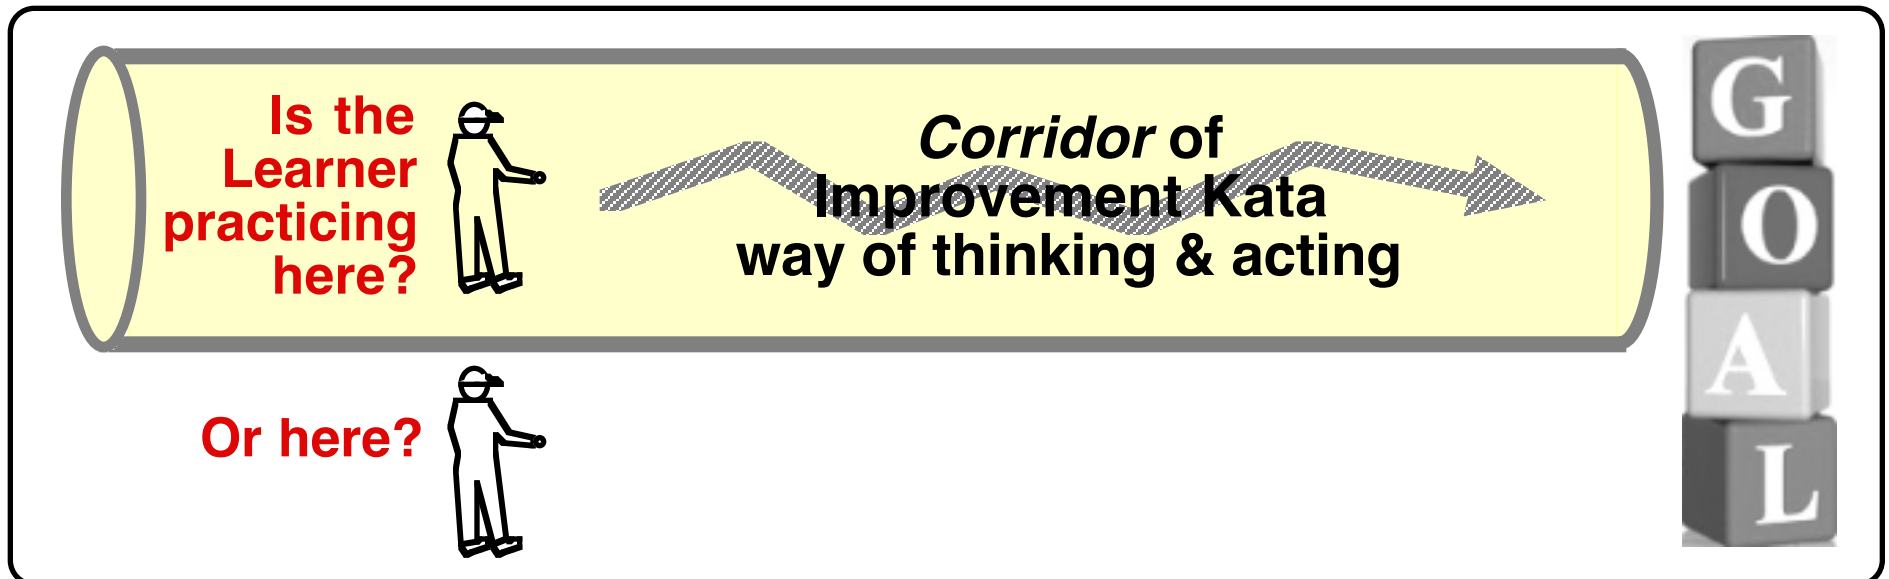 Is the
Learner
practicing
here?
Corridor of
Improvement Kata
way of thinking & acting
Or here?
G
O
A
L